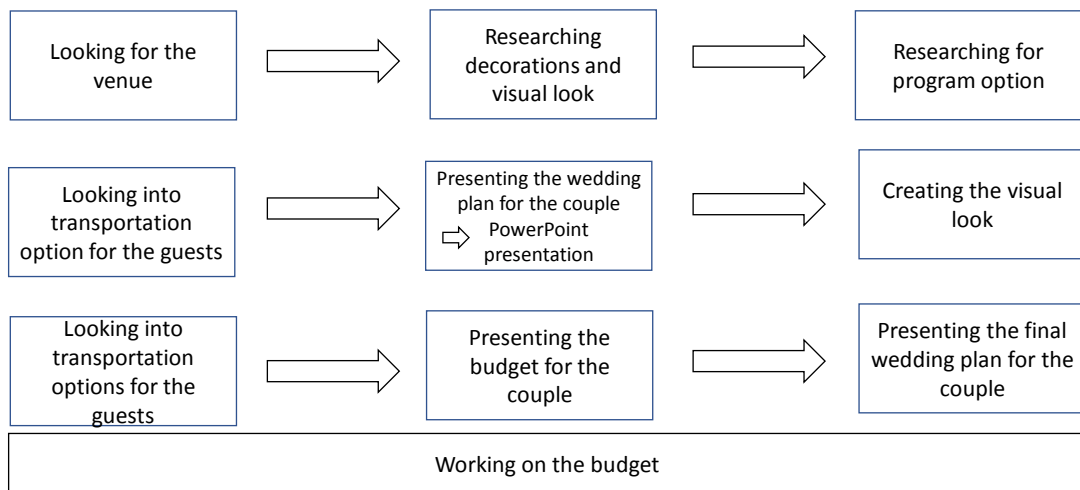 Looking for the
venue
Researching
decorations and
visual look
Researching for
program option
Looking into
transportation
option for the guests
Presenting the wedding
plan for the couple
PowerPoint
presentation
Creating the visual
look
Looking into
transportation
options for the
guests
Presenting the
budget for the
couple
Presenting the final
wedding plan for the
couple
Working on the budget